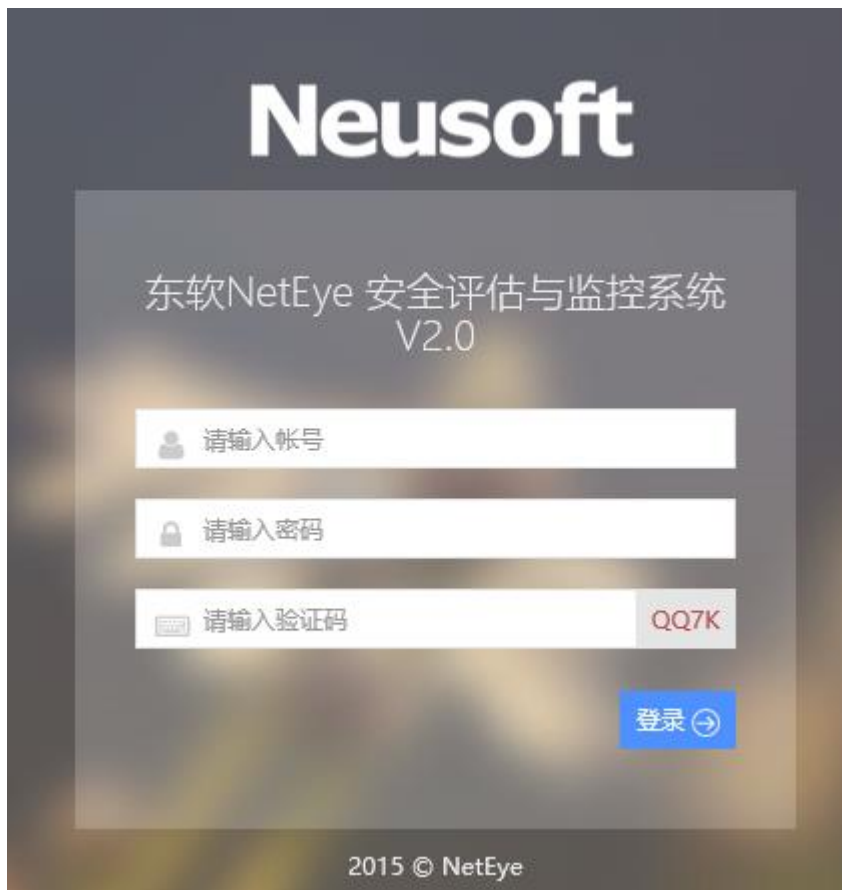 Neusoft
东软NetEye 安全评估与监控系统
V2.0
请输入帐号
请输入密码
请输入验证码
QQ7K
登录
2015 © NetEye